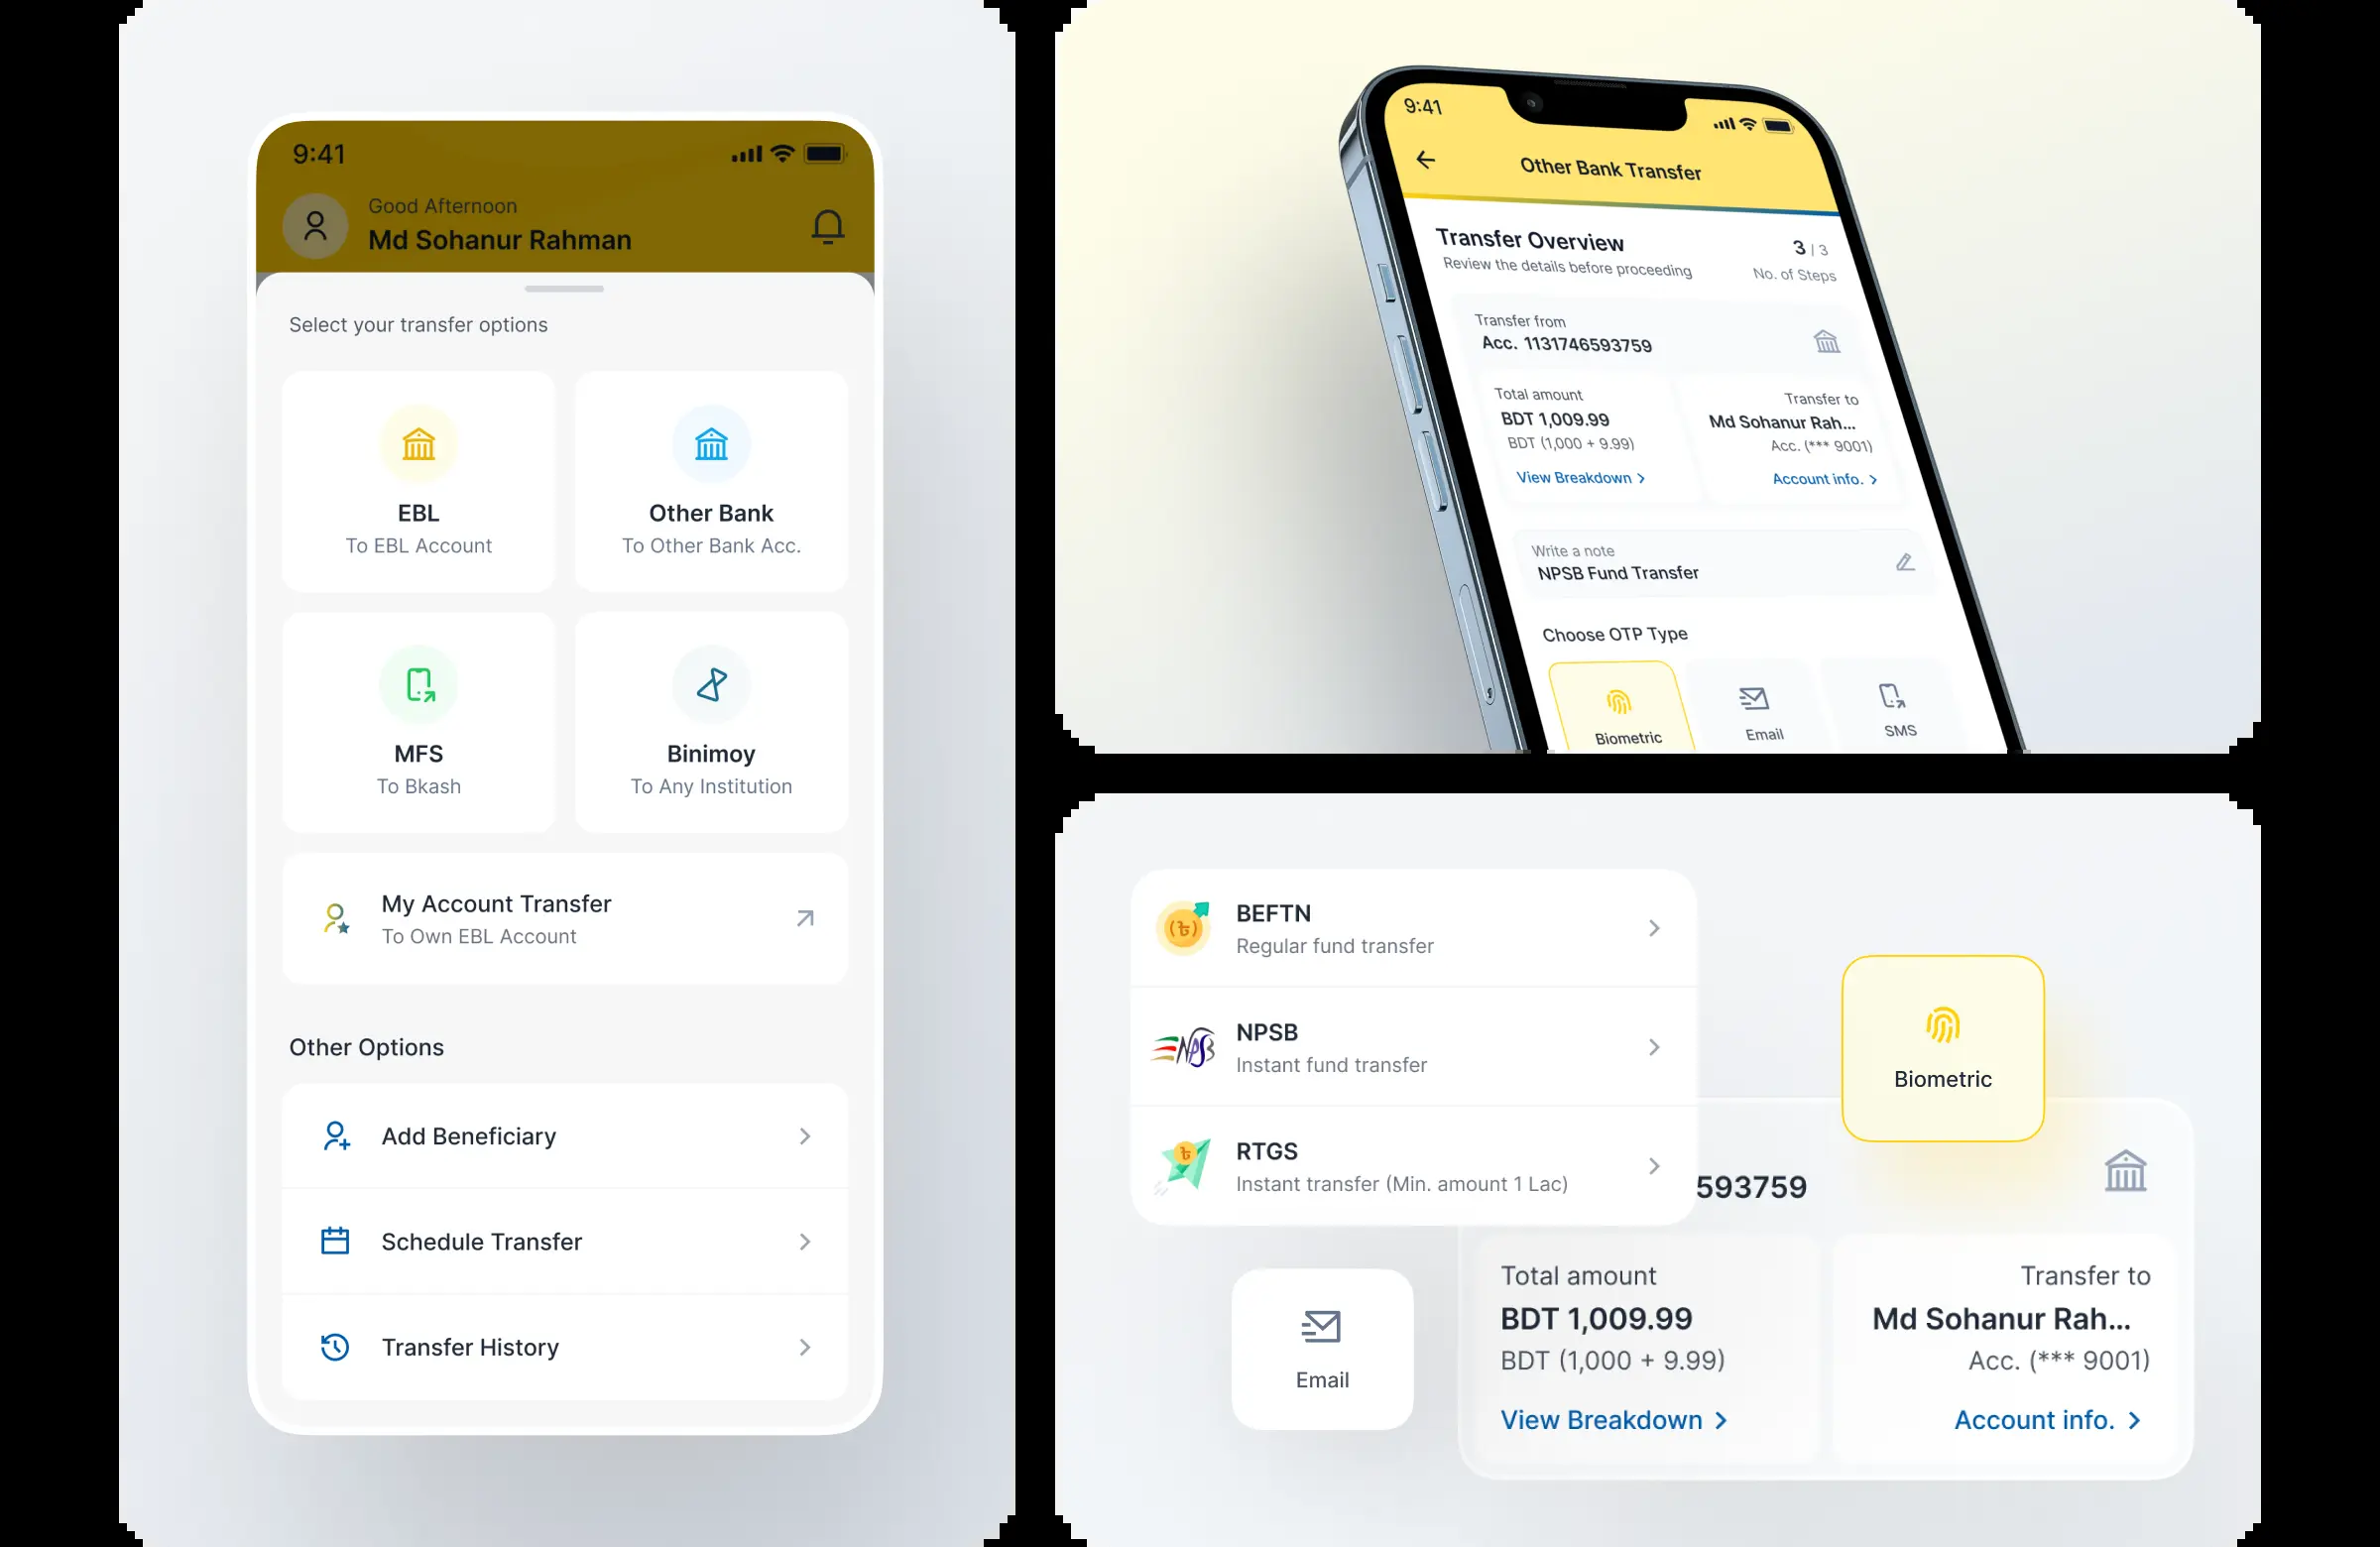 9:41
Good Afternoon
Md Sohanur Rahman
Select your transfer options
EBL
To EBL Account
Other Bank
To Other Bank Acc.
MFS
To Bkash
Binimoy
To Any Institution
My Account Transfer
To Own EBL Account
Other Options
Add Beneficiary
Schedule Transfer
Transfer History
9:41
Other Bank Transfer
Transfer Overview
Review the details before proceeding
3 / 3
No. of Steps
Transfer from
Acc. 1131746593759
Total amount
BDT 1,009.99
BDT (1,000 + 9.99)
View Breakdown
Transfer to
Md Sohanur Rah...
Acc. (*** 9001)
Account info.
Write a note
NPSB Fund Transfer
Choose OTP Type
Biometric
Email
SMS
(৳)
BEFTN
Regular fund transfer
NPSB
NPSB
Instant fund transfer
৳
RTGS
Instant transfer (Min. amount 1 Lac)
Biometric
593759
Email
Total amount
BDT 1,009.99
BDT (1,000 + 9.99)
View Breakdown
Transfer to
Md Sohanur Rah...
Acc. (*** 9001)
Account info.